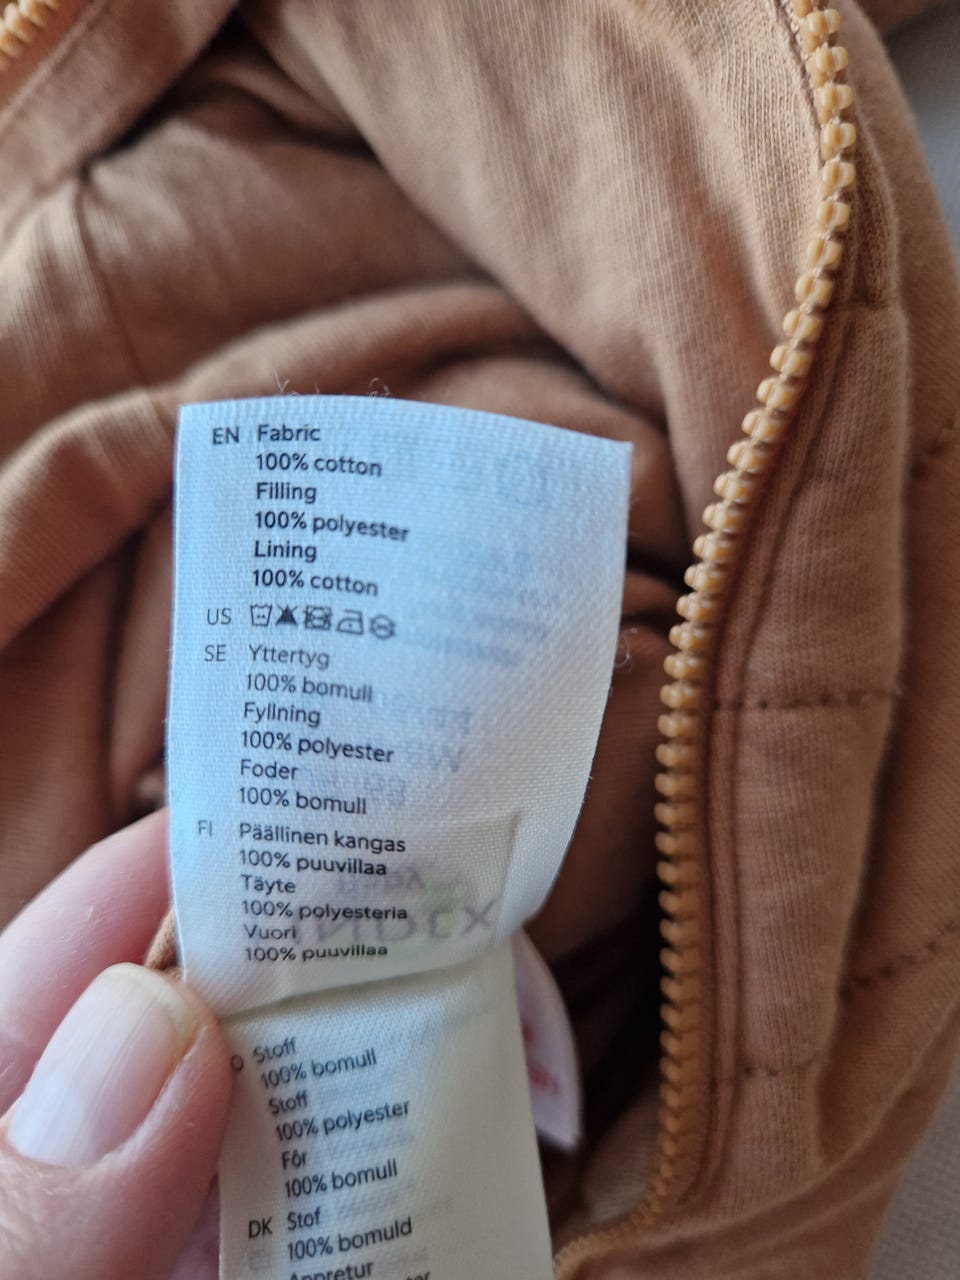 EN Fabric
100% cotton
Filling
100% polyester
Lining
100% cotton
US
SE Yttertyg
100% bomull
Fyllning
100% polyester
Foder
100% bomull
FI Päällinen kangas
100% puuvillaa
Täyte
100% polyesteria
Vuori
100% puuvillaa
Stoff
100% bomull
Stoff
100% polyester
Fôr
100% bomull
DK Stof
100% bomuld
Appretur